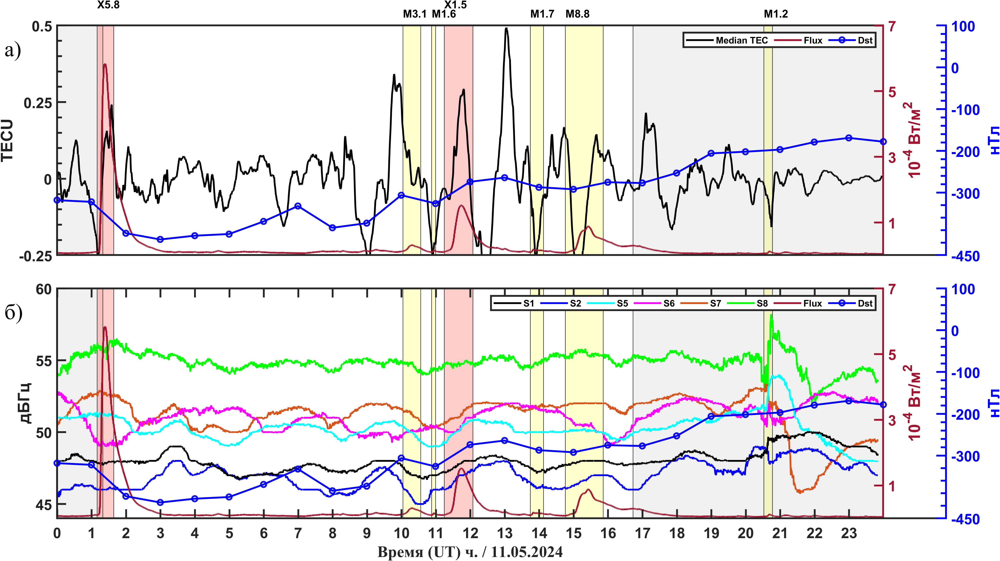 X5.8 X1.5
M3.1 M1.6 M1.7 M8.8 M1.2
а)
0.5
0.25
0
-0.25
TECU
Median TEC Flux Dst
7
5
3
1
10-4 Вт/м2
100
0
-100
-200
-300
-450
нТл
б)
60
55
50
45
дБГц
S1 S2 S5 S6 S7 S8 Flux Dst
7
5
3
1
10-4 Вт/м2
100
0
-100
-200
-300
-450
нТл
0 1 2 3 4 5 6 7 8 9 10 11 12 13 14 15 16 17 18 19 20 21 22 23
Время (UT) ч. / 11.05.2024